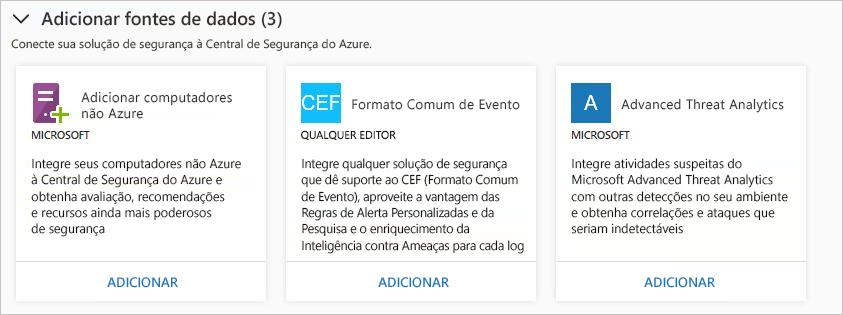 Adicionar fontes de dados (3)
Conecte sua solução de segurança à Central de Segurança do Azure.
Adicionar computadores
não Azure
MICROSOFT
Integre seus computadores não Azure
à Central de Segurança do Azure e
obtenha avaliação, recomendações
e recursos ainda mais poderosos
de segurança
ADICIONAR
CEF
Formato Comum de Evento
QUALQUER EDITOR
Integre qualquer solução de segurança
que dê suporte ao CEF (Formato Comum
de Evento), aproveite a vantagem das
Regras de Alerta Personalizadas e da
Pesquisa e o enriquecimento da
Inteligência contra Ameaças para cada log
ADICIONAR
A
Advanced Threat Analytics
MICROSOFT
Integre atividades suspeitas do
Microsoft Advanced Threat Analytics
com outras detecções no seu ambiente
e obtenha correlações e ataques que
seriam indetectáveis
ADICIONAR